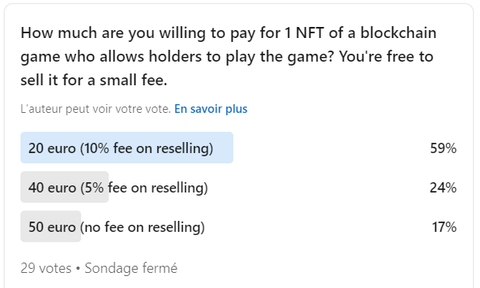 How much are you willing to pay for 1 NFT of a blockchain
game who allows holders to play the game? You're free to
sell it for a small fee.
L'auteur peut voir votre vote. En savoir plus
20 euro (10% fee on reselling) 59%
40 euro (5% fee on reselling) 24%
50 euro (no fee on reselling) 17%
29 votes • Sondage fermé